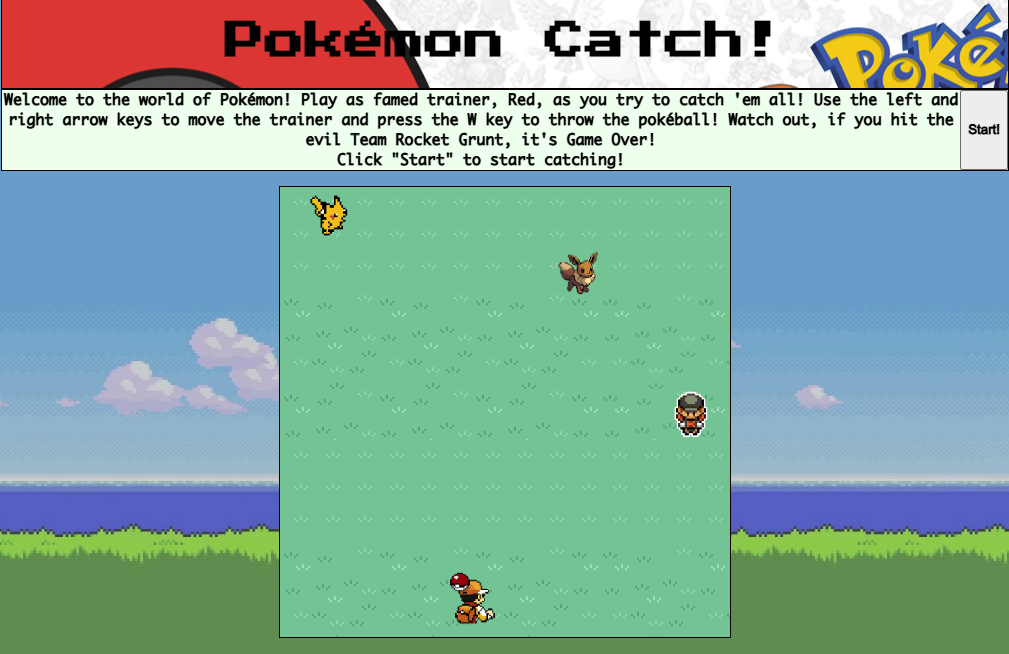 Pokémon Catch!
Poké
Welcome to the world of Pokémon! Play as famed trainer, Red, as you try to catch 'em all! Use the left and
right arrow keys to move the trainer and press the W key to throw the pokéball! Watch out, if you hit the
evil Team Rocket Grunt, it's Game Over!
Click "Start" to start catching!
Start!